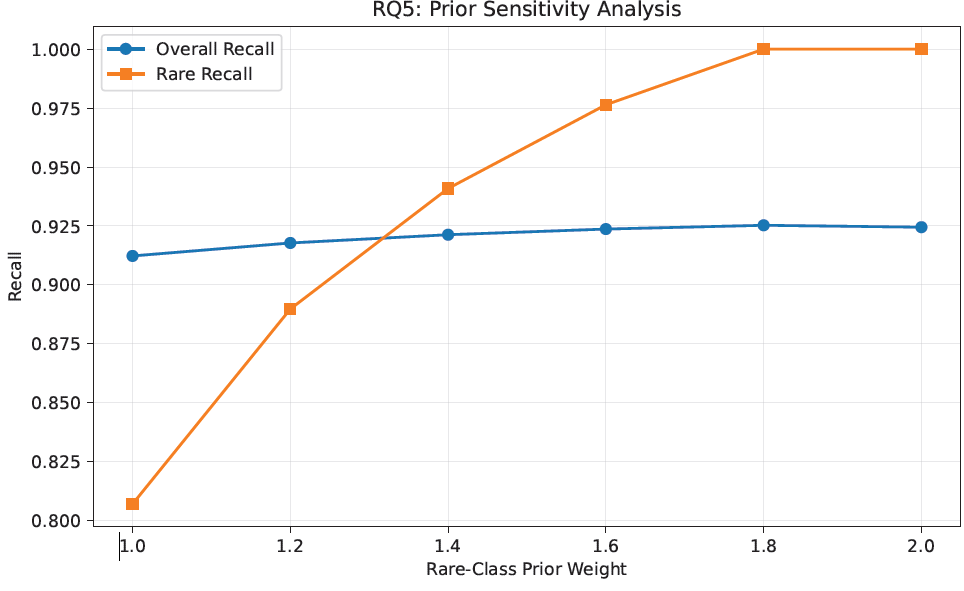 RQ5: Prior Sensitivity Analysis
Overall Recall
Rare Recall
1.000
0.975
0.950
0.925
0.900
0.875
0.850
0.825
0.800
Recall
1.0 1.2 1.4 1.6 1.8 2.0
Rare-Class Prior Weight